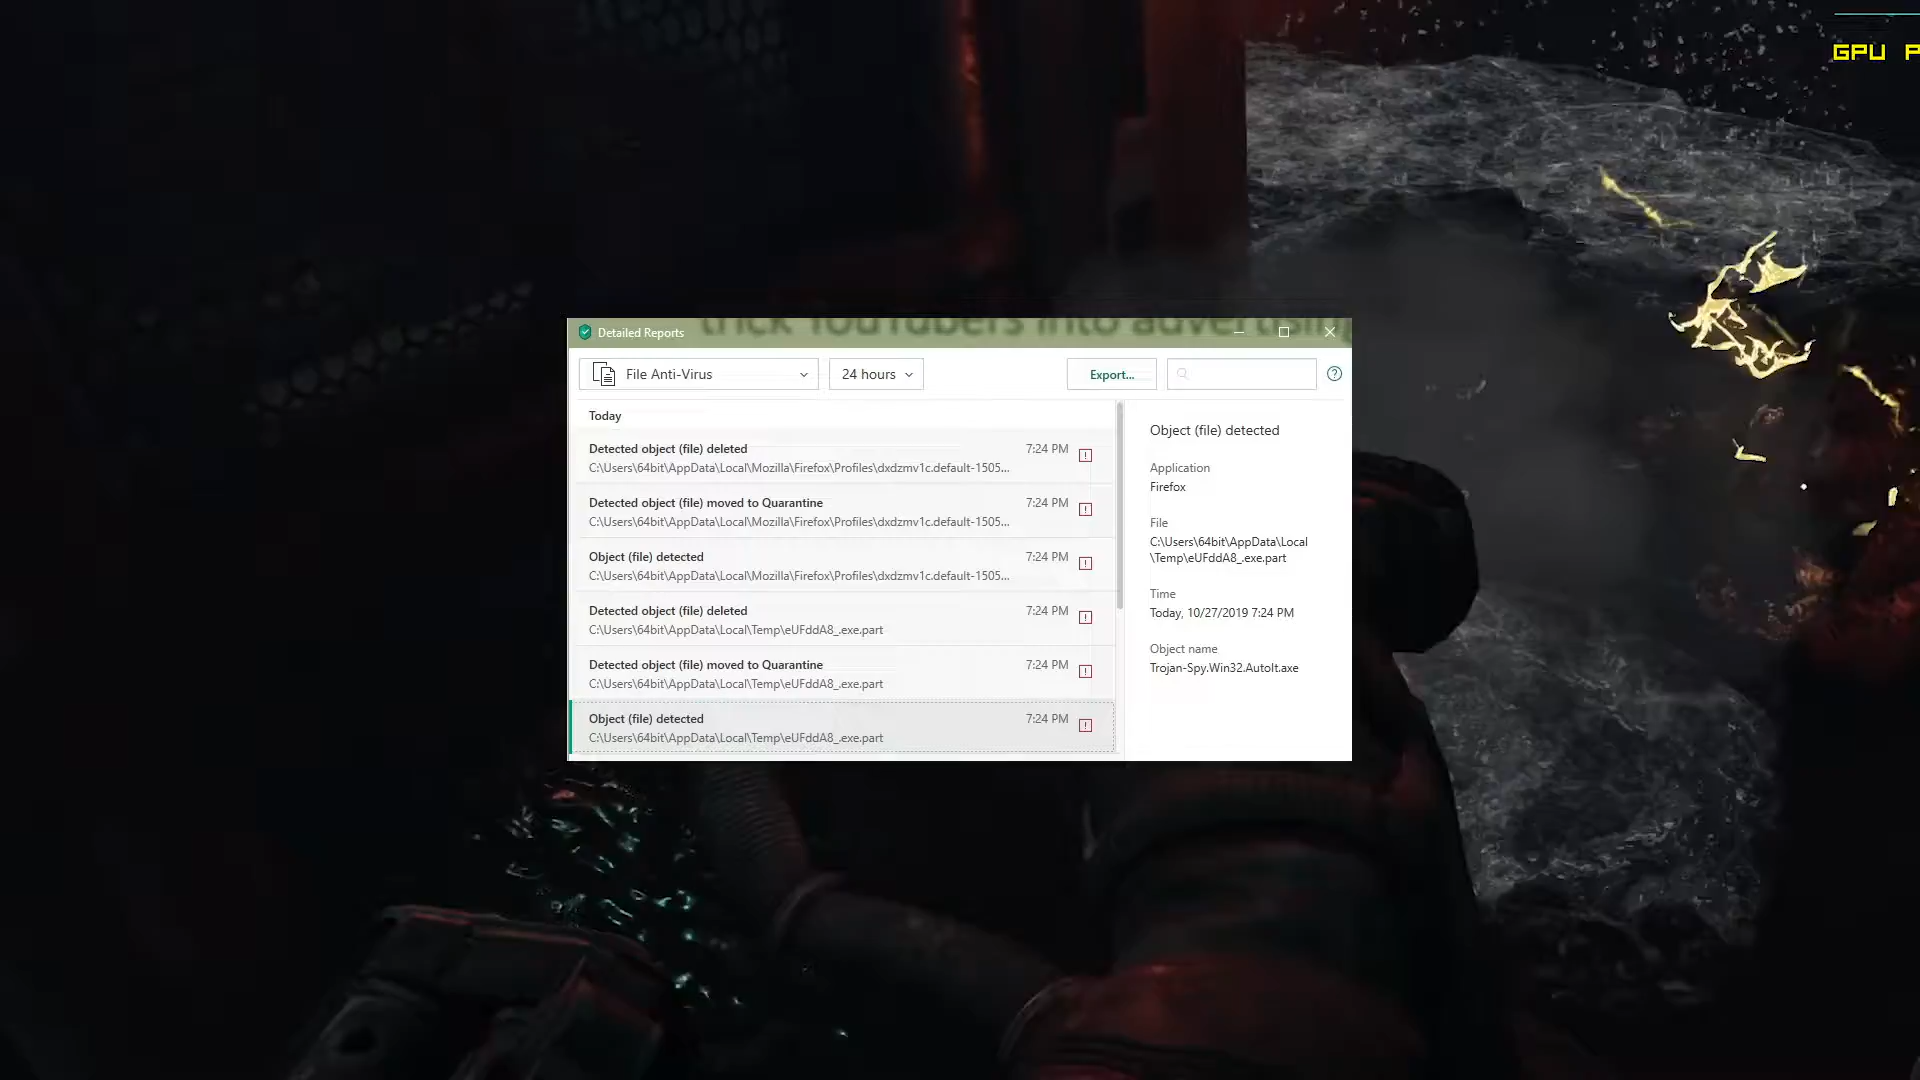 GPU
trick YouTubers into advertising
Detailed Reports
File Anti-Virus
24 hours
Export...
Today
Detected object (file) deleted
7:24 PM
C:\Users\64bit\AppData\Local\Mozilla\Firefox\Profiles\dxdzmv1c.default-1505...
Detected object (file) moved to Quarantine
7:24 PM
C:\Users\64bit\AppData\Local\Mozilla\Firefox\Profiles\dxdzmv1c.default-1505...
Object (file) detected
7:24 PM
C:\Users\64bit\AppData\Local\Mozilla\Firefox\Profiles\dxdzmv1c.default-1505...
Detected object (file) deleted
7:24 PM
C:\Users\64bit\AppData\Local\Temp\eUFddA8_.exe.part
Detected object (file) moved to Quarantine
7:24 PM
C:\Users\64bit\AppData\Local\Temp\eUFddA8_.exe.part
Object (file) detected
7:24 PM
C:\Users\64bit\AppData\Local\Temp\eUFddA8_.exe.part
Object (file) detected
Application
Firefox
File
C:\Users\64bit\AppData\Local
\Temp\eUFddA8_.exe.part
Time
Today, 10/27/2019 7:24 PM
Object name
Trojan-Spy.Win32.AutoIt.axe